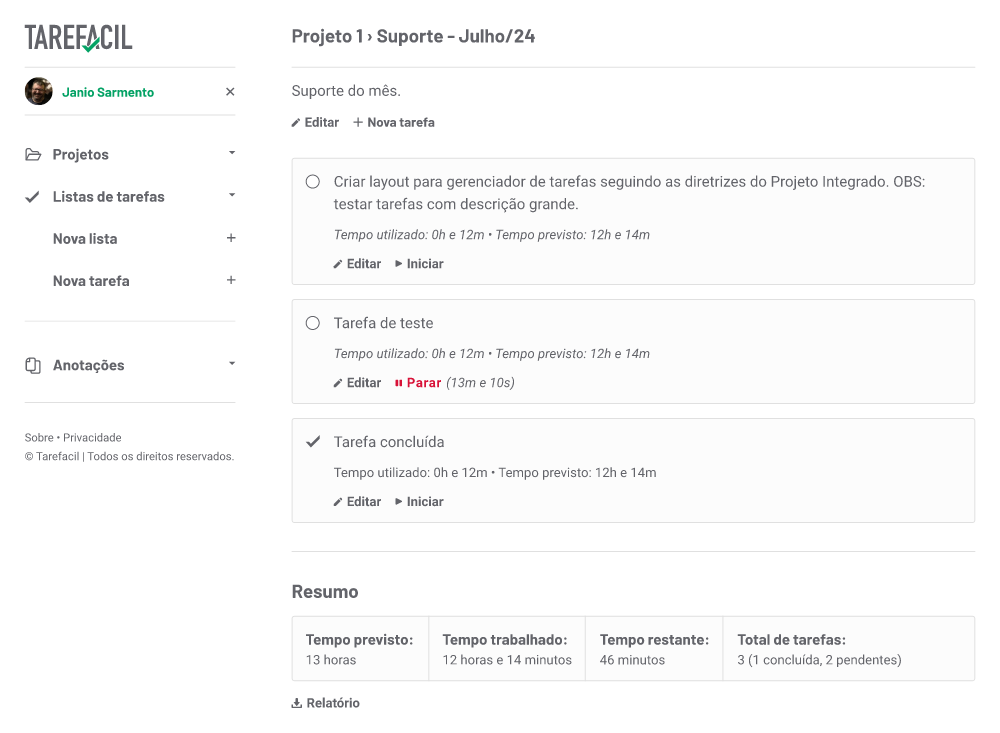 TAREFACIL
Janio Sarmento
Projetos
Listas de tarefas
Nova lista
Nova tarefa
Anotações
Sobre • Privacidade
© Tarefacil | Todos os direitos reservados.
Projeto 1 › Suporte - Julho/24
Suporte do mês.
Editar + Nova tarefa
Criar layout para gerenciador de tarefas seguindo as diretrizes do Projeto Integrado. OBS:
testar tarefas com descrição grande.
Tempo utilizado: 0h e 12m • Tempo previsto: 12h e 14m
Editar Iniciar
Tarefa de teste
Tempo utilizado: 0h e 12m • Tempo previsto: 12h e 14m
Editar Parar (13m e 10s)
Tarefa concluída
Tempo utilizado: 0h e 12m • Tempo previsto: 12h e 14m
Editar Iniciar
Resumo
Tempo previsto:
13 horas
Tempo trabalhado:
12 horas e 14 minutos
Tempo restante:
46 minutos
Total de tarefas:
3 (1 concluída, 2 pendentes)
Relatório